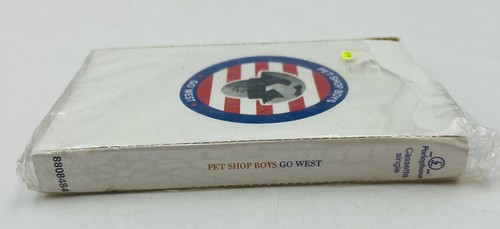 GO WEST • PET SHOP BOYS •
8808484
PET SHOP BOYS GO WEST
Parlophone
Cassette
single